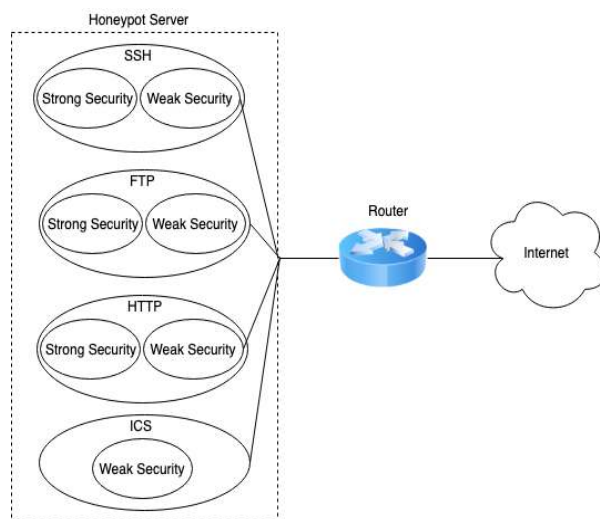 Honeypot Server
SSH
Strong Security
Weak Security
FTP
Strong Security
Weak Security
Router
Internet
HTTP
Strong Security
Weak Security
ICS
Weak Security